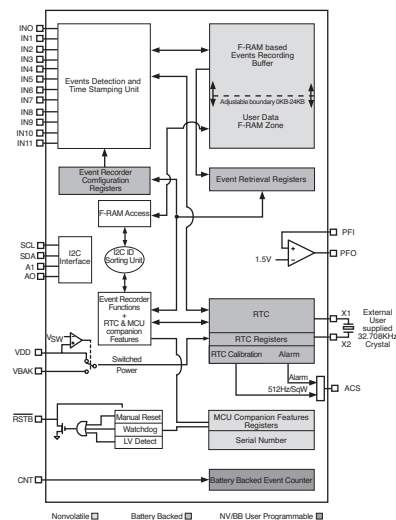 IN0
IN1
IN2
IN3
IN4
IN5
IN6
IN7
IN8
IN9
IN10
IN11
Events Detection and
Time Stamping Unit
F-RAM based
Events Recording
Buffer
Adjustable boundary 0KB-24KB
User Data
F-RAM Zone
Event Recorder
Comfiguration
Registers
Event Retrieval Registers
F-RAM Access
SCL
SDA
A1
AO
I2C
Interface
I2C iD
Sorting Unit
PFI
1.5V
PFO
Event Recorder
Functions
+
RTC & MCU
companion
Features
RTC
RTC Registers
RTC Calibration
Alarm
X1
X2
External
User
supplied
32.708KHz
Crystal
VSW
VDD
VBAK
Switched
Power
Alarm
512Hz/SqW
ACS
RSTB
Manual Reset
Watchdog
LV Detect
MCU Companion Features
Registers
Serial Number
CNT
Battery Backed Event Counter
Nonvolatile
Battery Backed
NV/BB User Programmable